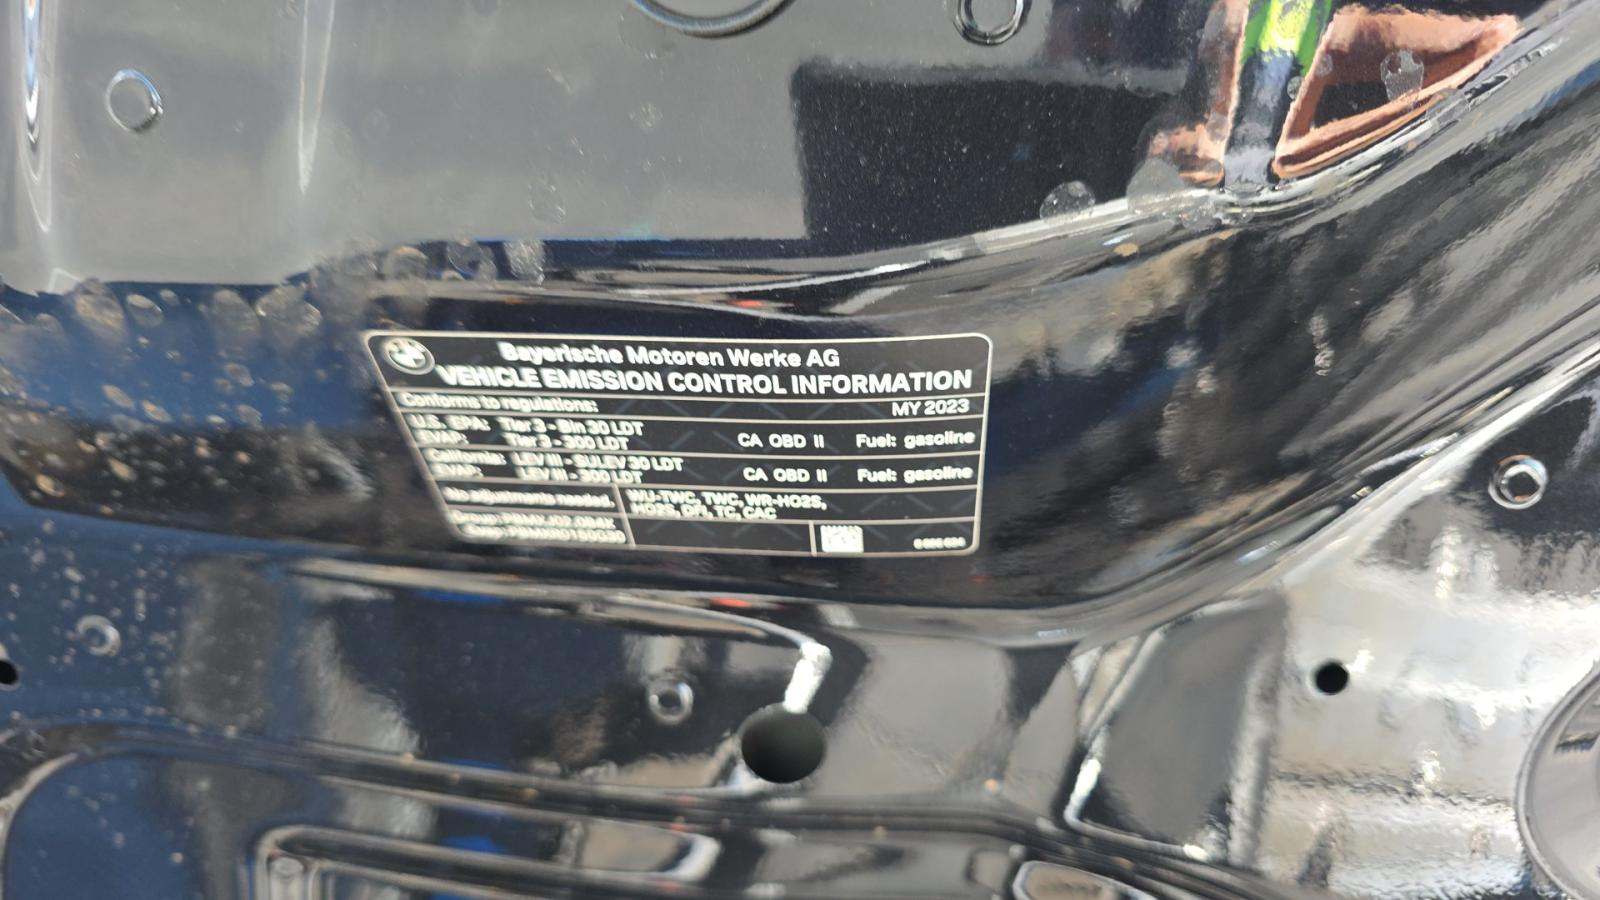 Bayerische Motoren Werke AG
VEHICLE EMISSION CONTROL INFORMATION
Conforms to regulations: MY 2023
U.S. EPA: Tier 3 - Bin 30 LDT
EVAP: Tier 3 - 300 LDT CA OBD II Fuel: gasoline
California: LEV III - SULEV 30 LDT
EVAP: LEV III - 300 LDT CA OBD II Fuel: gasoline
No adjustments needed. WU-TWC, TWC, WR-HO2S,
HO2S, DFI, TC, CAC
Group:
Evap: